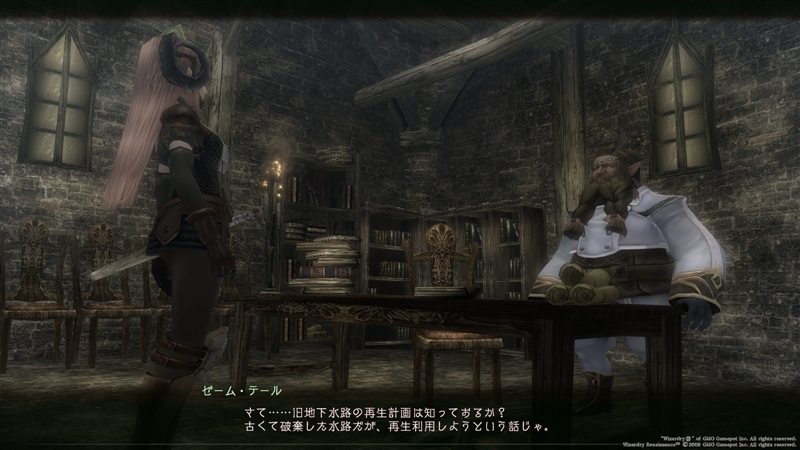 ゼーム・テール
すて……旧地下水路の再生計画は知っておるか？
古くて破棄した水路だが、再生利用しようという話じゃ。
"Wizardry®" of GMO Gamepot Inc. All rights reserved.
Wizardry Renaissance™ © 2009 GMO Gamepot Inc. All rights reserved.